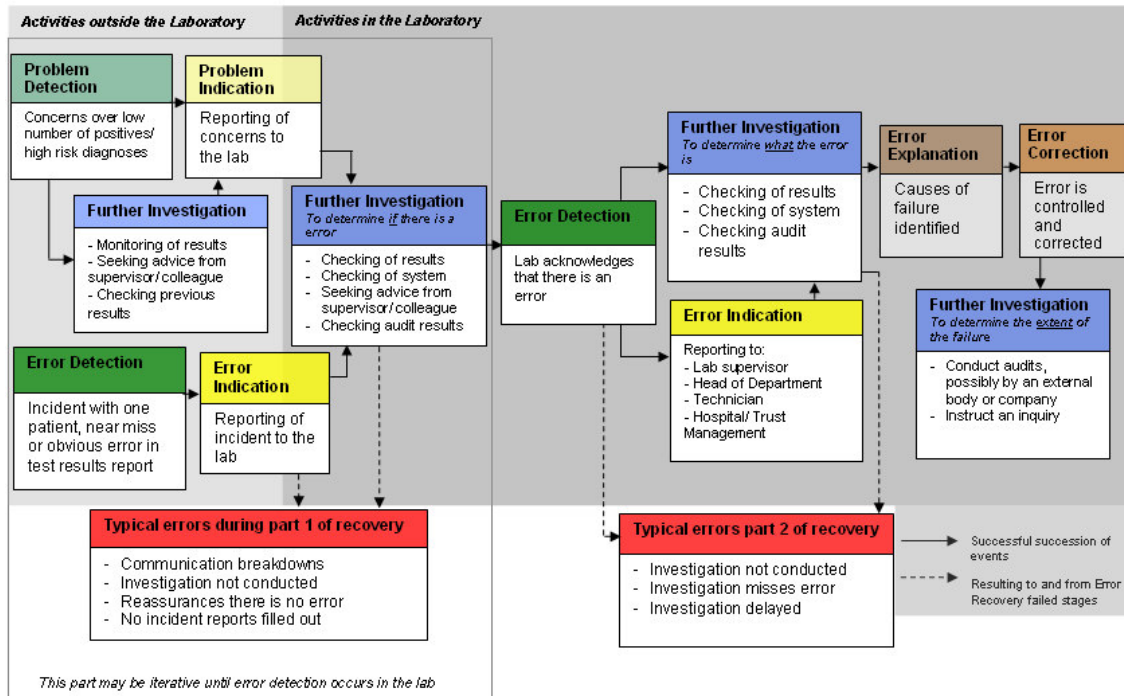 Activities outside the Laboratory
Activities in the Laboratory
Problem
Detection
Concerns over low
number of positives/
high risk diagnoses
Problem
Indication
Reporting of
concerns to
the lab
Further Investigation
- Monitoring of results
- Seeking advice from
supervisor/colleague
- Checking previous
results
Error Detection
Incident with one
patient, near miss
or obvious error in
test results report
Error
Indication
Reporting of
incident to the
lab
Further Investigation
To determine if there is a
error
- Checking of results
- Checking of system
- Seeking advice from
supervisor/colleague
- Checking audit results
Typical errors during part 1 of recovery
- Communication breakdowns
- Investigation not conducted
- Reassurances there is no error
- No incident reports filled out
This part may be iterative until error detection occurs in the lab
Error Detection
Lab acknowledges
that there is an
error
Further Investigation
To determine what the error
is
- Checking of results
- Checking of system
- Checking audit
results
Error Indication
Reporting to:
- Lab supervisor
- Head of Department
- Technician
- Hospital/ Trust
Management
Error
Explanation
Causes of
failure
identified
Error
Correction
Error is
controlled
and
corrected
Further Investigation
To determine the extent of
the failure
- Conduct audits,
possibly by an external
body or company
- Instruct an inquiry
Typical errors part 2 of recovery
- Investigation not conducted
- Investigation misses error
- Investigation delayed
Successful succession of
events
Resulting to and from Error
Recovery failed stages